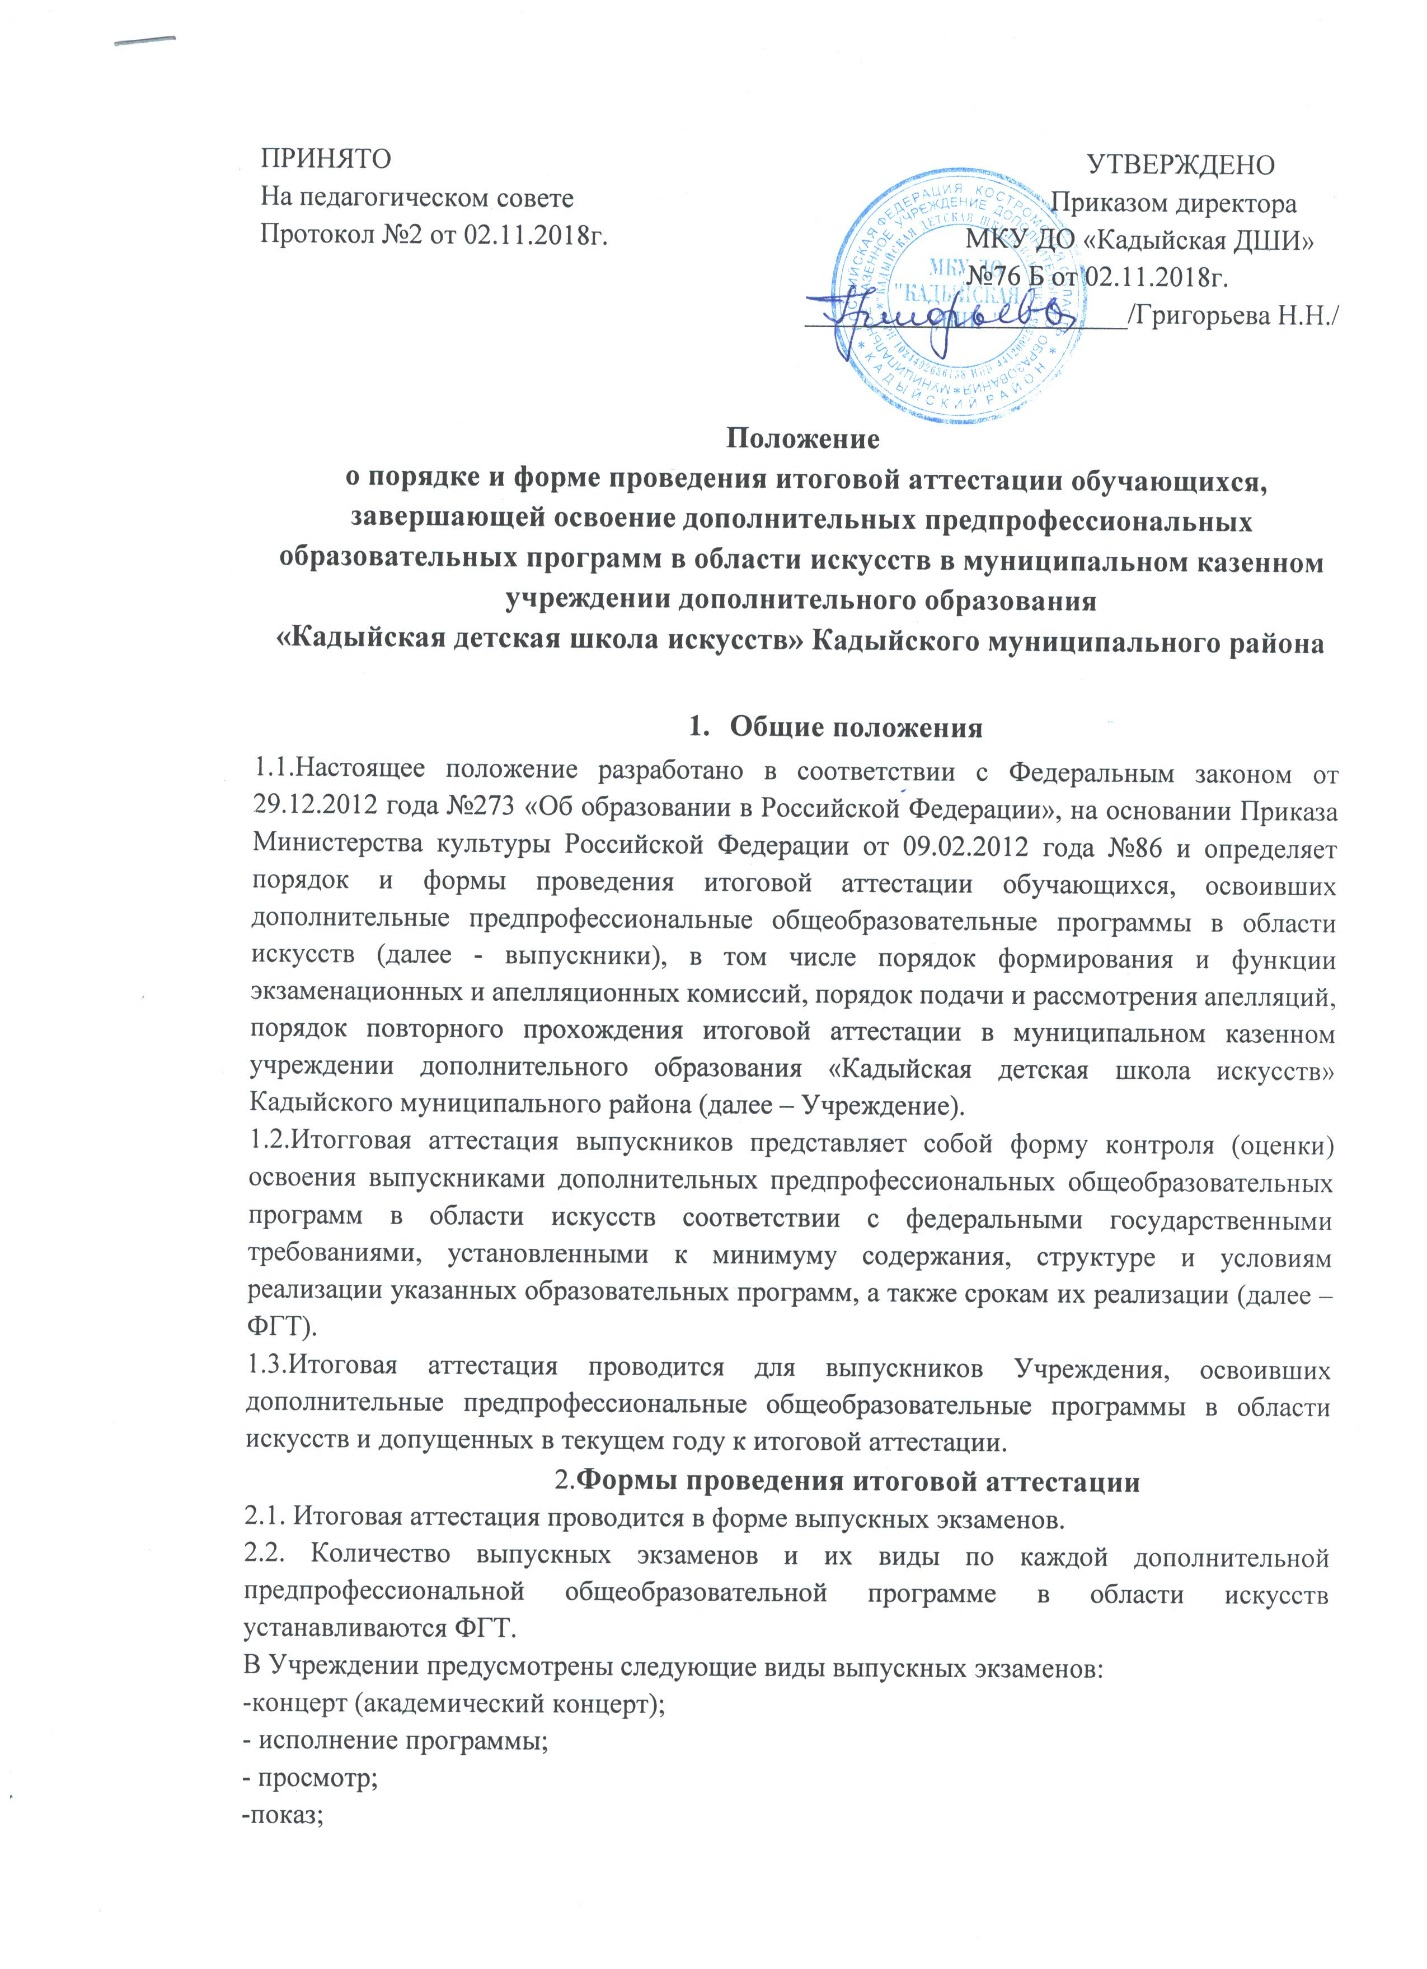 ПРИНЯТО
На педагогическом совете
Протокол №2 от 02.11.2018г.
УТВЕРЖДЕНО
Приказом директора
МКУ ДО «Кадыйская ДШИ»
№76 Б от 02.11.2018г.
/Григорьева Н.Н./
МКУ ДО
"КАДЫЙСКАЯ
КАДЫЙСКИЙ РАЙОН
Положение
о порядке и форме проведения итоговой аттестации обучающихся,
завершающей освоение дополнительных предпрофессиональных
образовательных программ в области искусств в муниципальном казенном
учреждении дополнительного образования
«Кадыйская детская школа искусств» Кадыйского муниципального района
1. Общие положения
1.1.Настоящее положение разработано в соответствии с Федеральным законом от
29.12.2012 года №273 «Об образовании в Российской Федерации», на основании Приказа
Министерства культуры Российской Федерации от 09.02.2012 года №86 и определяет
порядок и формы проведения итоговой аттестации обучающихся, освоивших
дополнительные предпрофессиональные общеобразовательные программы в области
искусств (далее - выпускники), в том числе порядок формирования и функции
экзаменационных и апелляционных комиссий, порядок подачи и рассмотрения апелляций,
порядок повторного прохождения итоговой аттестации в муниципальном казенном
учреждении дополнительного образования «Кадыйская детская школа искусств»
Кадыйского муниципального района (далее – Учреждение).
1.2.Итогговая аттестация выпускников представляет собой форму контроля (оценки)
освоения выпускниками дополнительных предпрофессиональных общеобразовательных
программ в области искусств соответствии с федеральными государственными
требованиями, установленными к минимуму содержания, структуре и условиям
реализации указанных образовательных программ, а также срокам их реализации (далее –
ФГТ).
1.3.Итоговая аттестация проводится для выпускников Учреждения, освоивших
дополнительные предпрофессиональные общеобразовательные программы в области
искусств и допущенных в текущем году к итоговой аттестации.
2.Формы проведения итоговой аттестации
2.1. Итоговая аттестация проводится в форме выпускных экзаменов.
2.2. Количество выпускных экзаменов и их виды по каждой дополнительной
предпрофессиональной общеобразовательной программе в области искусств
устанавливаются ФГТ.
В Учреждении предусмотрены следующие виды выпускных экзаменов:
-концерт (академический концерт);
- исполнение программы;
- просмотр;
-показ;